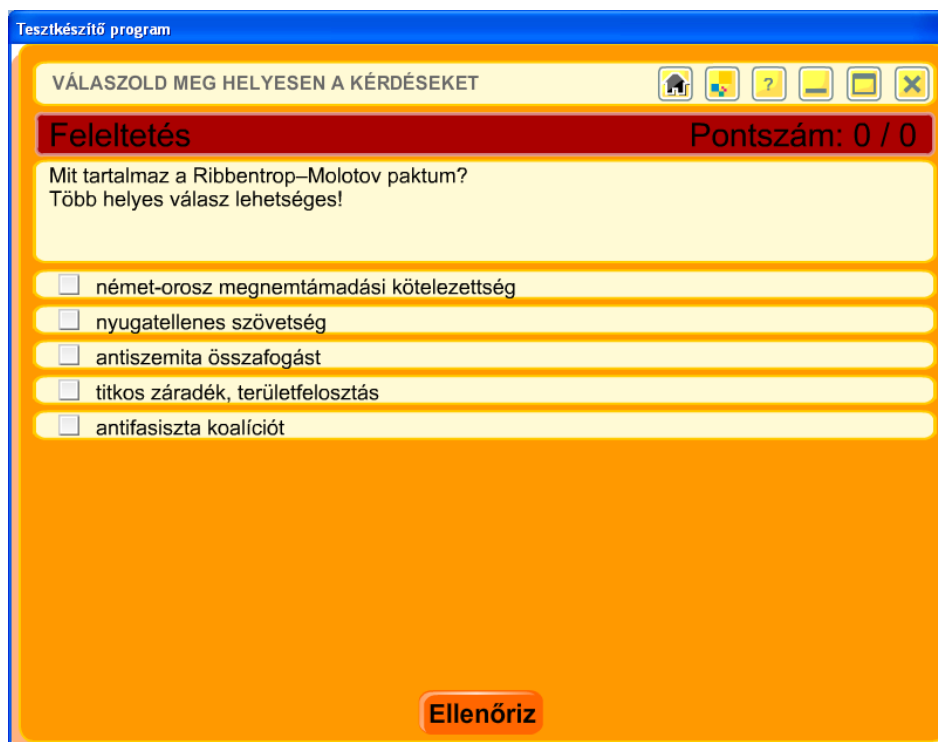 Tesztkészítő program
VÁLASZOLD MEG HELYESEN A KÉRDÉSEKET
?
Feleltetés Pontszám: 0 / 0
Mit tartalmaz a Ribbentrop–Molotov paktum?
Több helyes válasz lehetséges!
német-orosz megnemtámadási kötelezettség
nyugatellenes szövetség
antiszemita összafogást
titkos záradék, területfelosztás
antifasiszta koalíciót
Ellenőriz